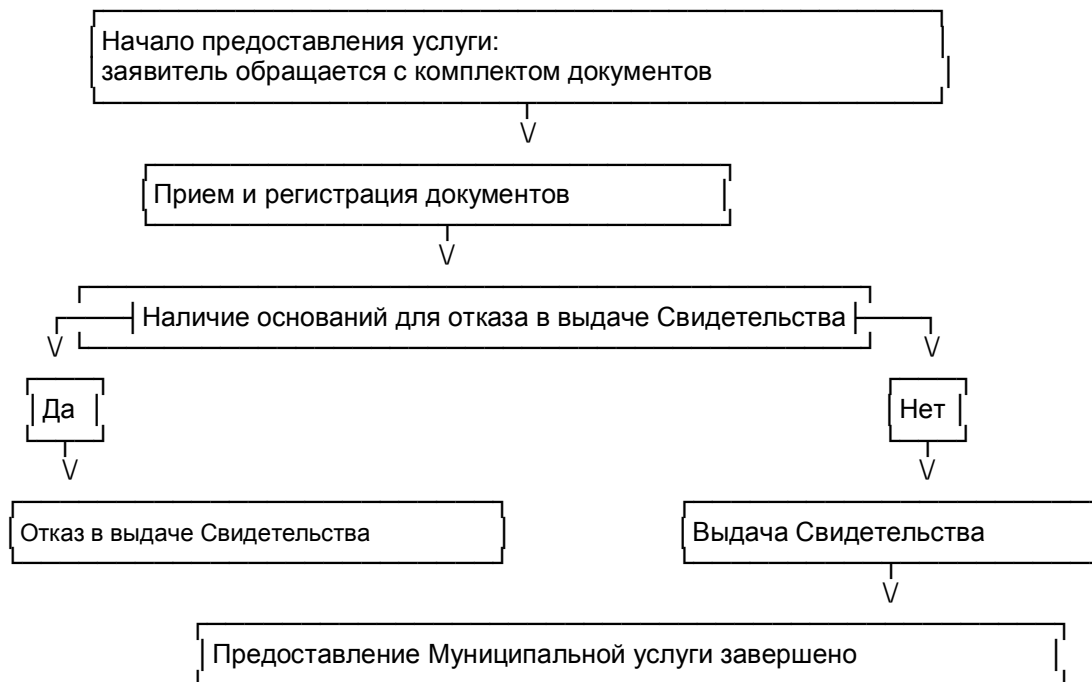 Начало предоставления услуги:
заявитель обращается с комплектом документов
Прием и регистрация документов
Наличие оснований для отказа в выдаче Свидетельства
Да
Нет
Отказ в выдаче Свидетельства
Выдача Свидетельства
Предоставление Муниципальной услуги завершено